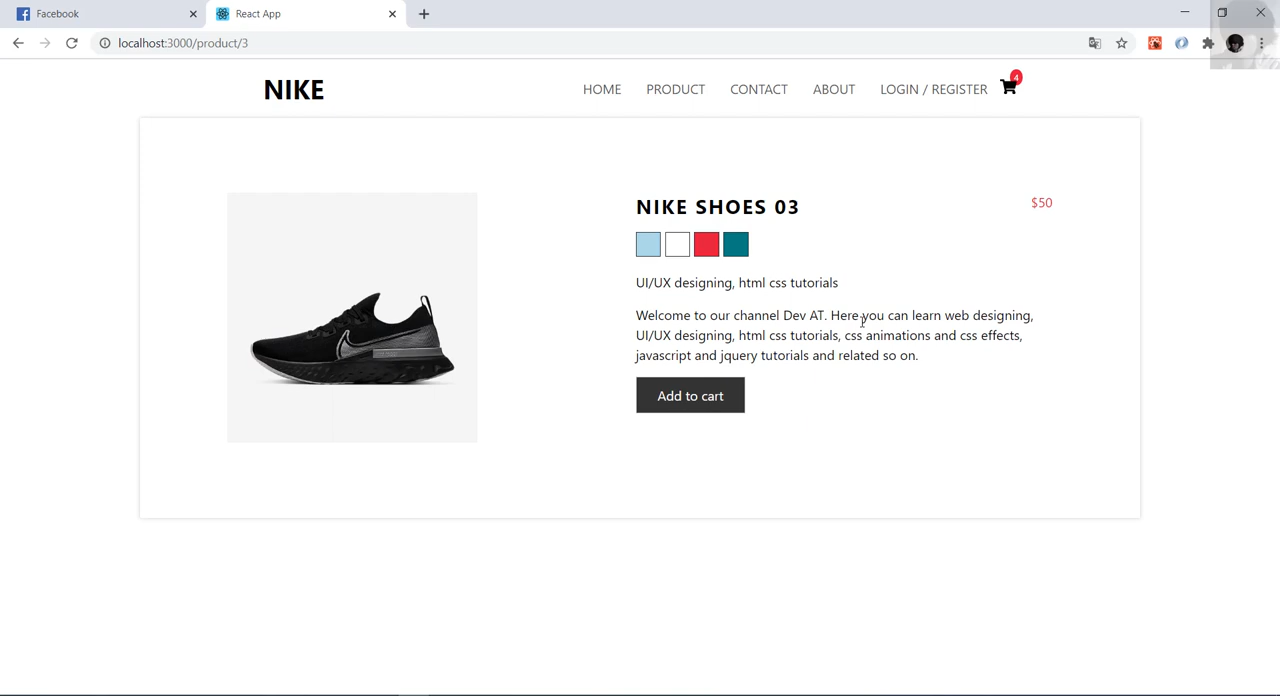 Facebook
React App
localhost:3000/product/3
NIKE
HOME PRODUCT CONTACT ABOUT LOGIN / REGISTER 4
NIKE SHOES 03
$50
UI/UX designing, html css tutorials
Welcome to our channel Dev AT. Here you can learn web designing,
UI/UX designing, html css tutorials, css animations and css effects,
javascript and jquery tutorials and related so on.
Add to cart